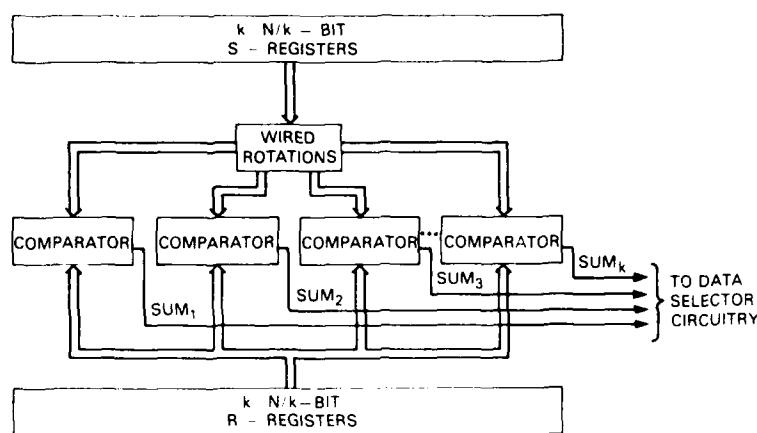 k N/k – BIT
S – REGISTERS
WIRED
ROTATIONS
COMPARATOR
COMPARATOR
COMPARATOR
COMPARATOR
SUM1
SUM2
SUM3
SUMk
TO DATA
SELECTOR
CIRCUITRY
k N/k–BIT
R – REGISTERS